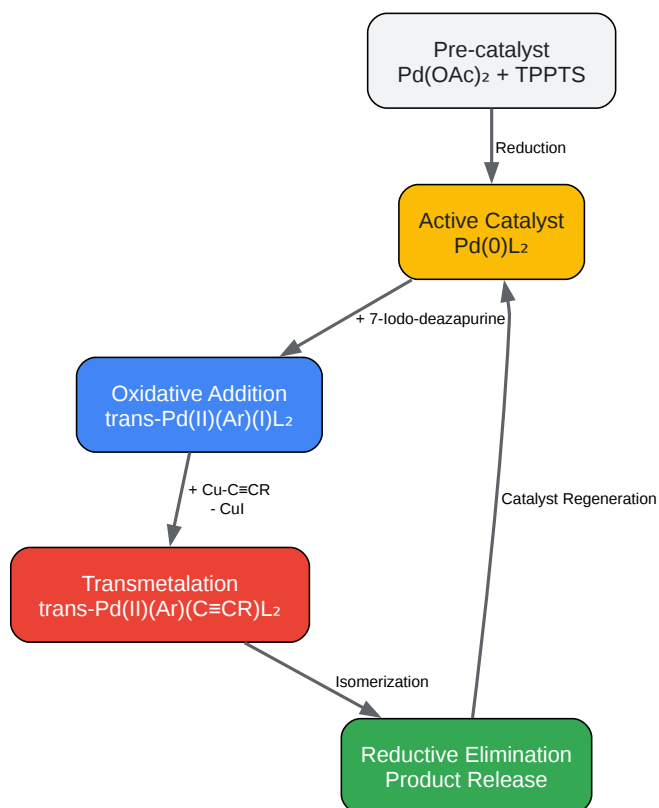 Pre-catalyst
Pd(OAc)₂ + TPPTS
Reduction
Active Catalyst
Pd(0)L₂
+ 7-Iodo-deazapurine
Oxidative Addition
trans-Pd(II)(Ar)(I)L₂
+ Cu-C≡CR
- CuI
Catalyst Regeneration
Transmetalation
trans-Pd(II)(Ar)(C≡CR)L₂
Isomerization
Reductive Elimination
Product Release